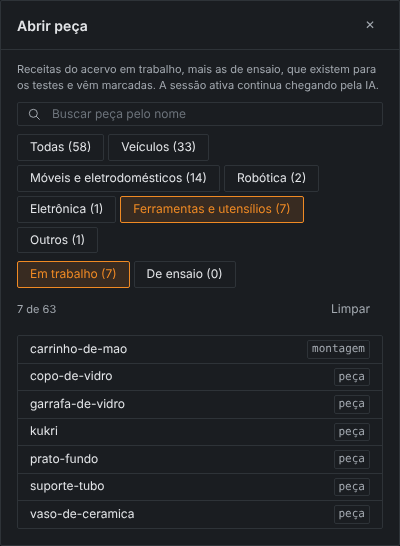 Abrir peça
×
Receitas do acervo em trabalho, mais as de ensaio, que existem para
os testes e vêm marcadas. A sessão ativa continua chegando pela IA.
Buscar peça pelo nome
Todas (58) Veículos (33)
Móveis e eletrodomésticos (14) Robótica (2)
Eletrônica (1) Ferramentas e utensílios (7)
Outros (1)
Em trabalho (7) De ensaio (0)
7 de 63 Limpar
carrinho-de-mao montagem
copo-de-vidro peça
garrafa-de-vidro peça
kukri peça
prato-fundo peça
suporte-tubo peça
vaso-de-ceramica peça